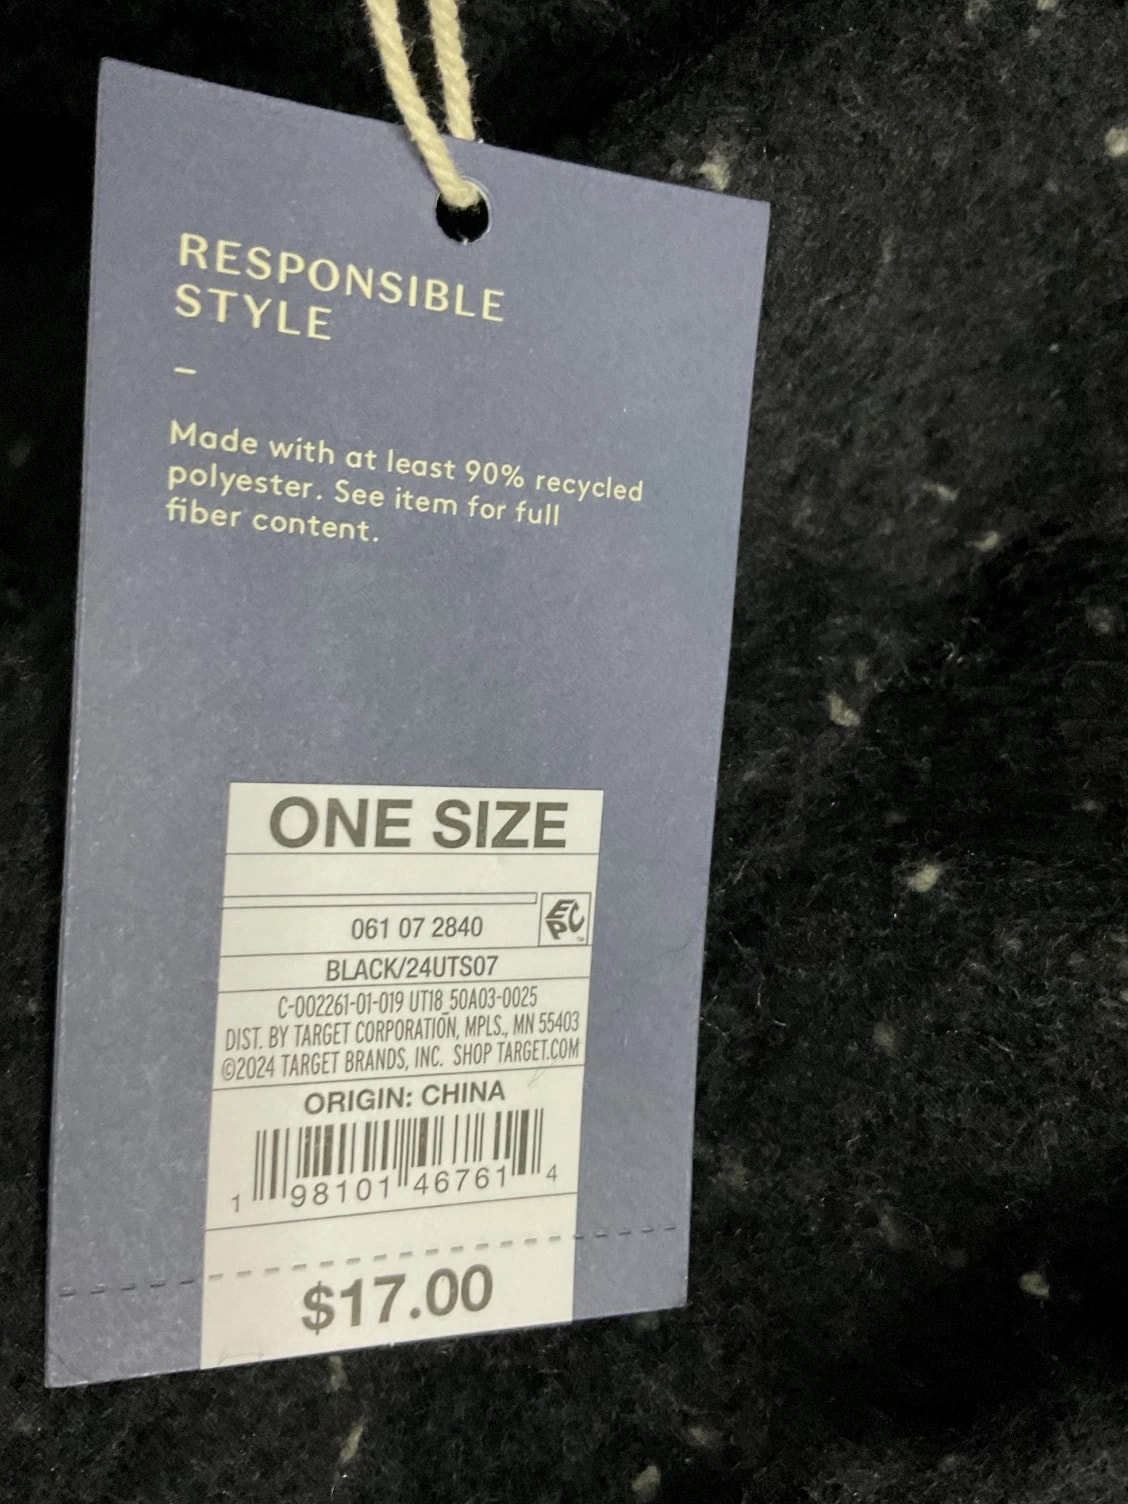 RESPONSIBLE
STYLE
–
Made with at least 90% recycled
polyester. See item for full
fiber content.
ONE SIZE
061 07 2840
EPC™
BLACK/24UTS07
C-002261-01-019 UT18_50A03-0025
DIST. BY TARGET CORPORATION, MPLS., MN 55403
©2024 TARGET BRANDS, INC. SHOP TARGET.COM
ORIGIN: CHINA
1 98101 46761 4
$17.00